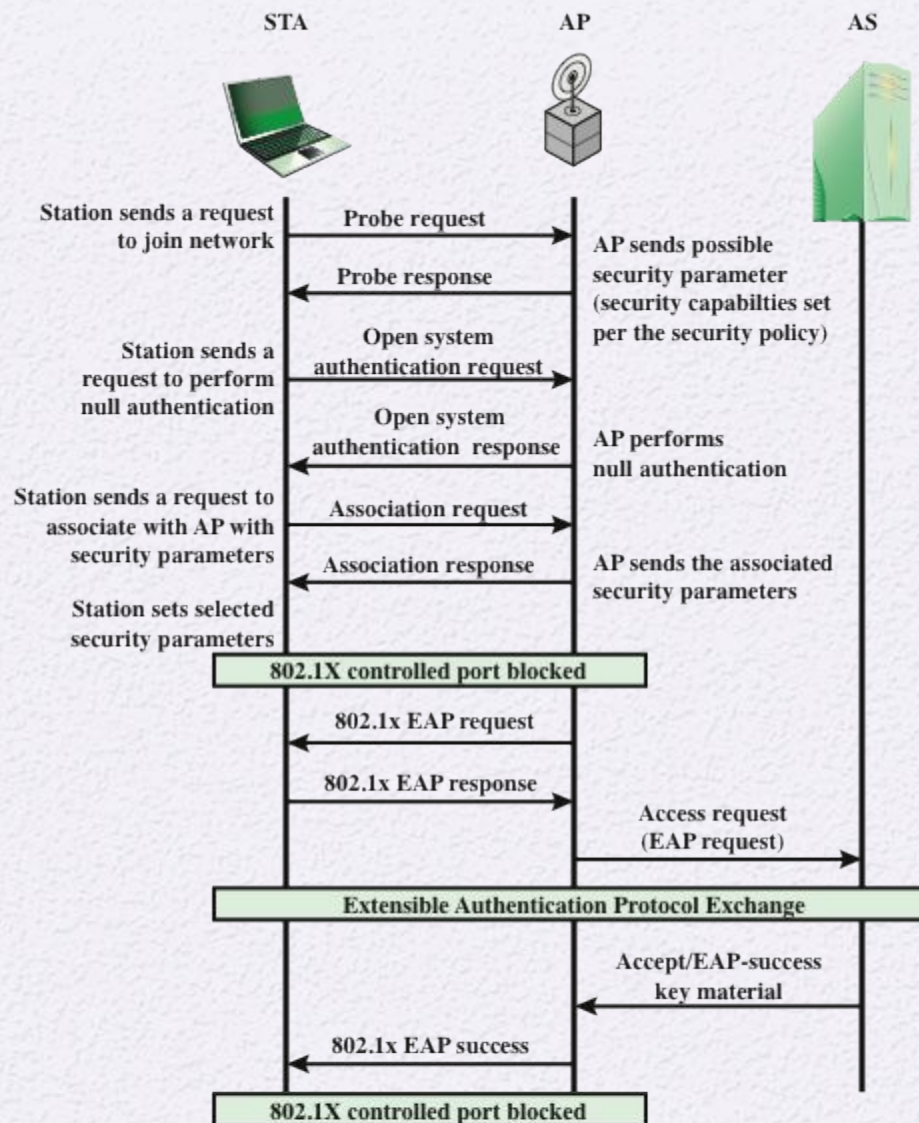 STA
AP
AS
Station sends a request
to join network
Probe request
AP sends possible
security parameter
(security capabilties set
per the security policy)
Probe response
Station sends a
request to perform
null authentication
Open system
authentication request
Open system
authentication response
AP performs
null authentication
Station sends a request to
associate with AP with
security parameters
Association request
Association response
AP sends the associated
security parameters
Station sets selected
security parameters
802.1X controlled port blocked
802.1x EAP request
802.1x EAP response
Access request
(EAP request)
Extensible Authentication Protocol Exchange
Accept/EAP-success
key material
802.1x EAP success
802.1X controlled port blocked